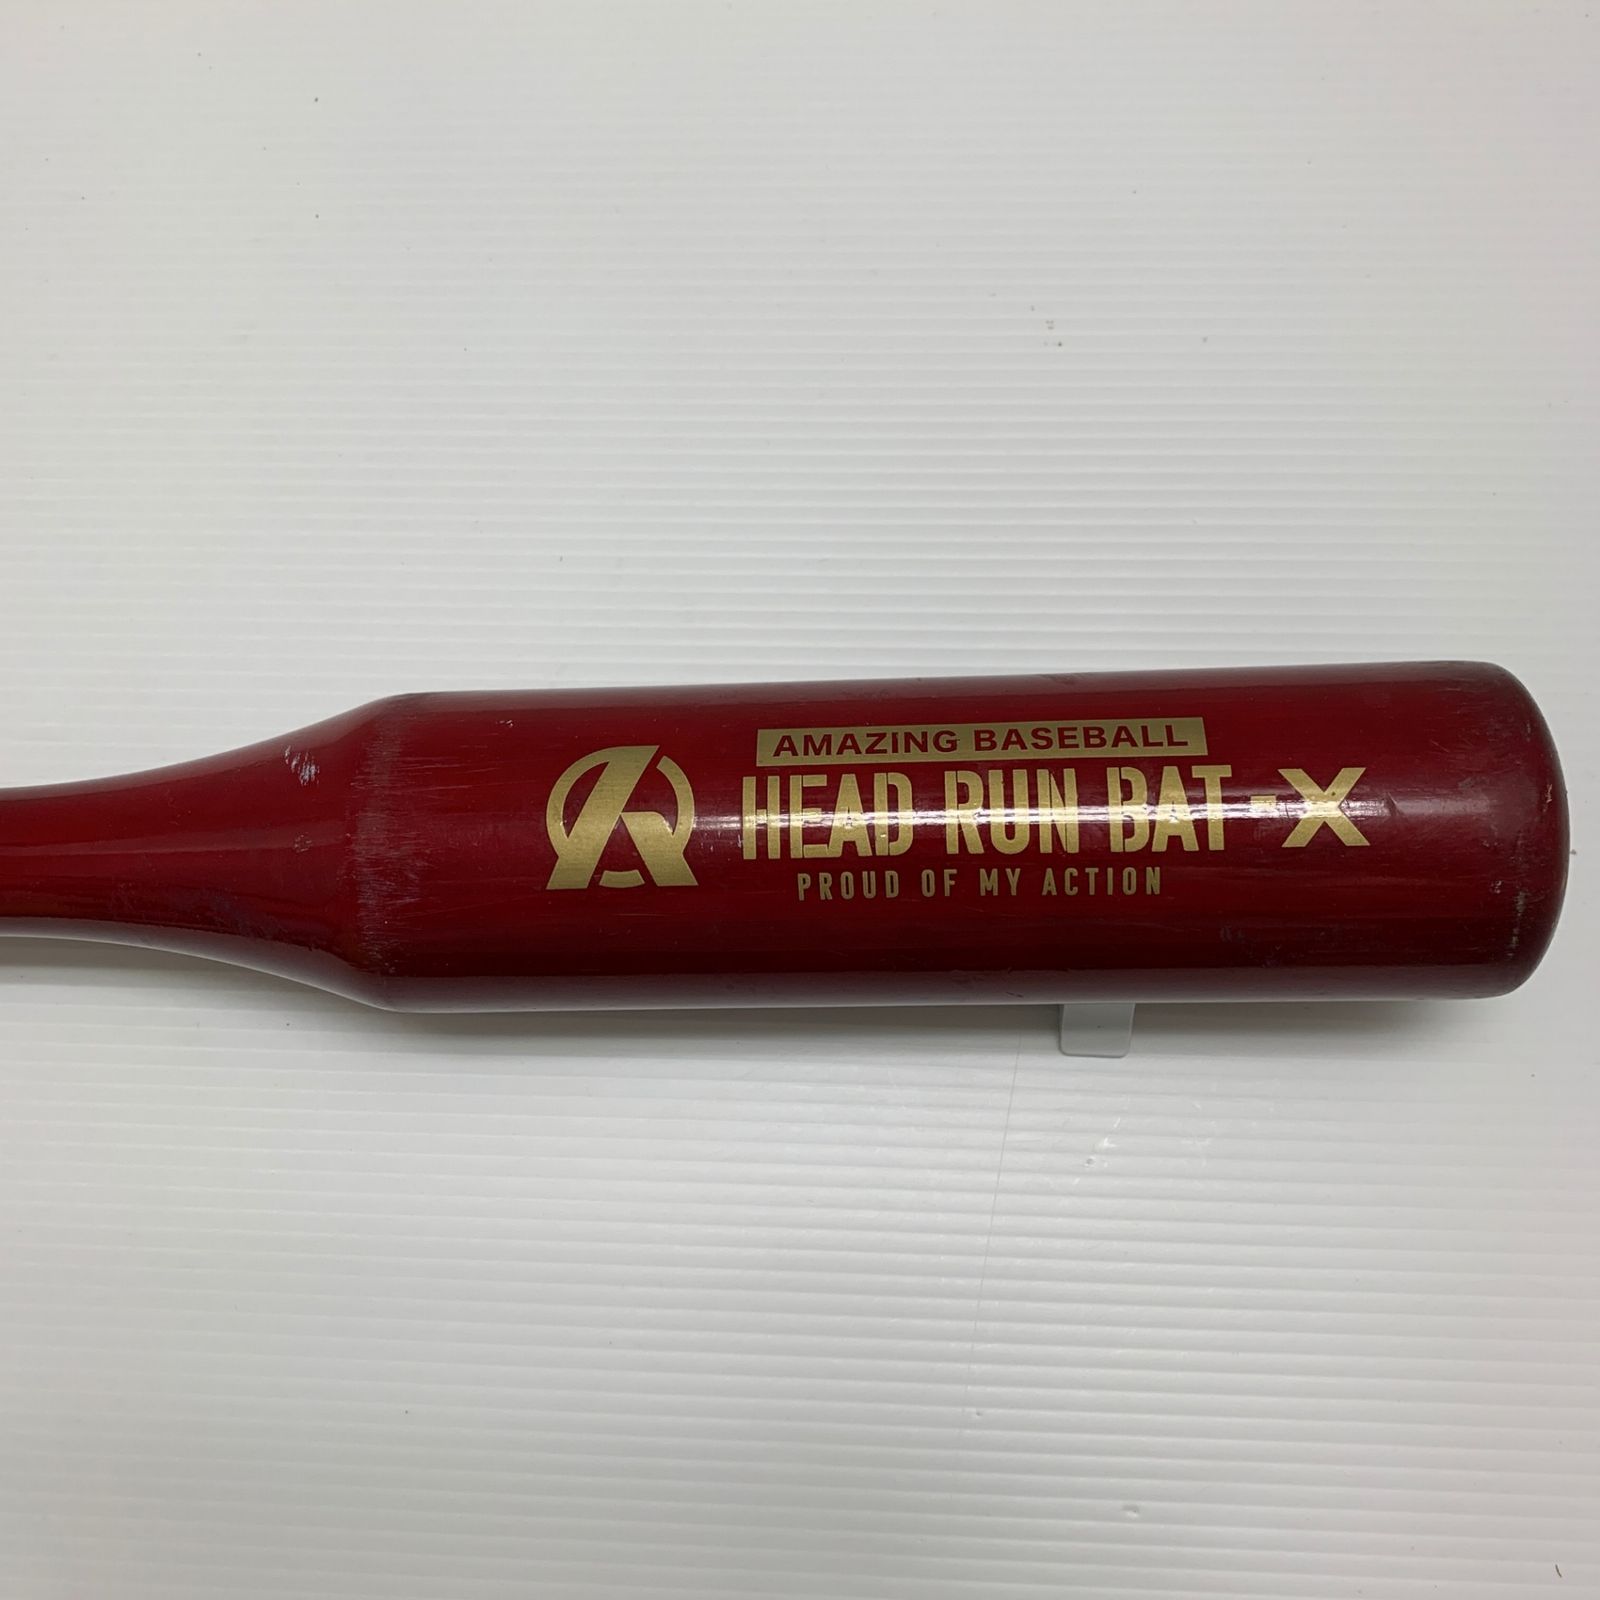 AMAZING BASEBALL
HEAD RUN BAT-X
PROUD OF MY ACTION